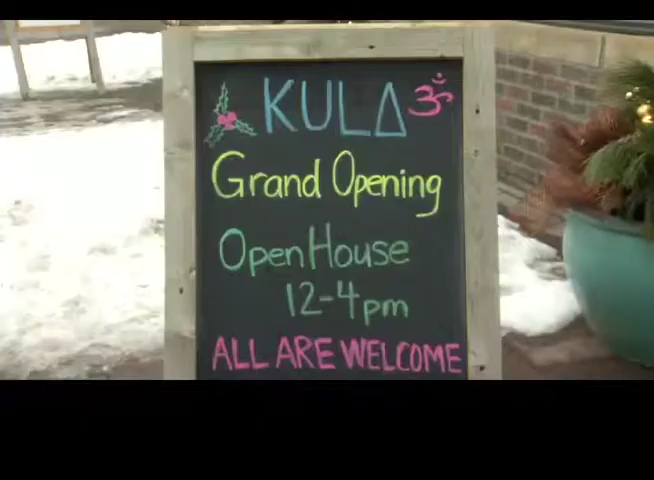 KULA ॐ
Grand Opening
Open House
12-4pm
ALL ARE WELCOME